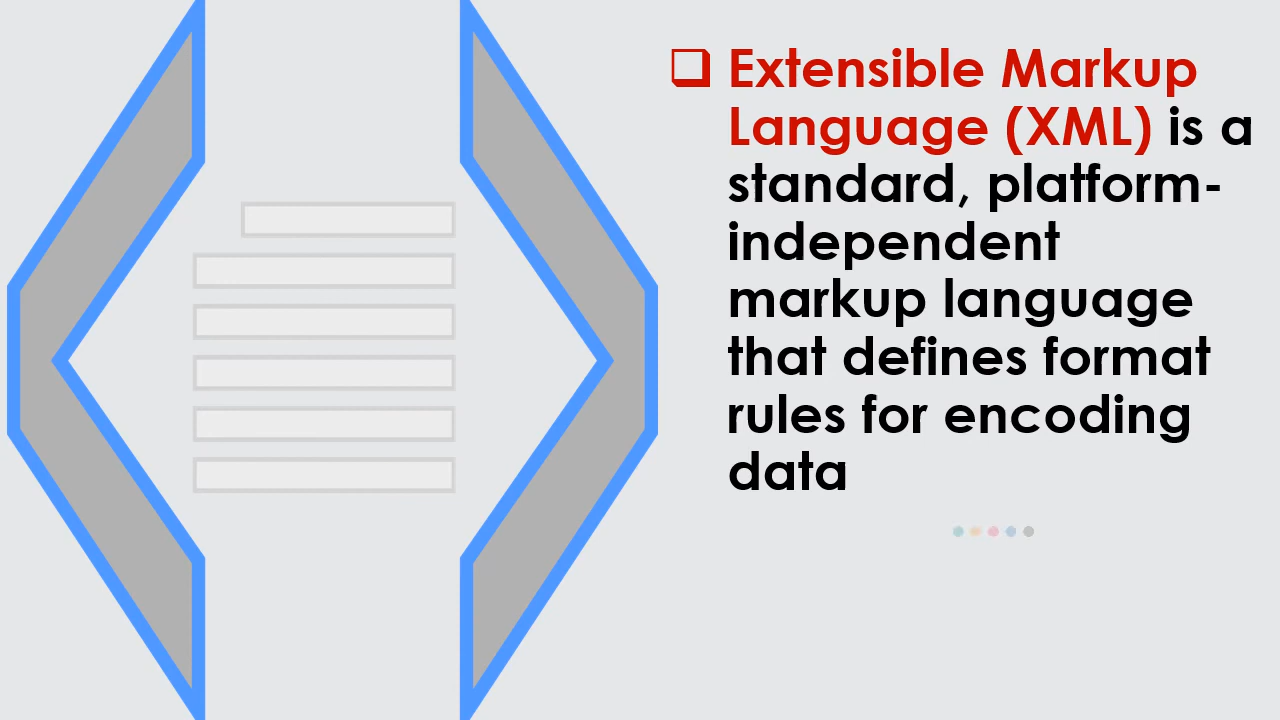 Extensible Markup
Language (XML) is a
standard, platform-
independent
markup language
that defines format
rules for encoding
data